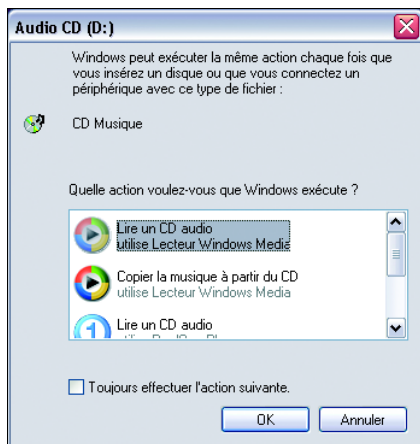 Audio CD (D:)
Windows peut exécuter la même action chaque fois que
vous insérez un disque ou que vous connectez un
périphérique avec ce type de fichier :
CD Musique
Quelle action voulez-vous que Windows exécute ?
Lire un CD audio
utilise Lecteur Windows Media
Copier la musique à partir du CD
utilise Lecteur Windows Media
Lire un CD audio
Toujours effectuer l'action suivante.
OK
Annuler